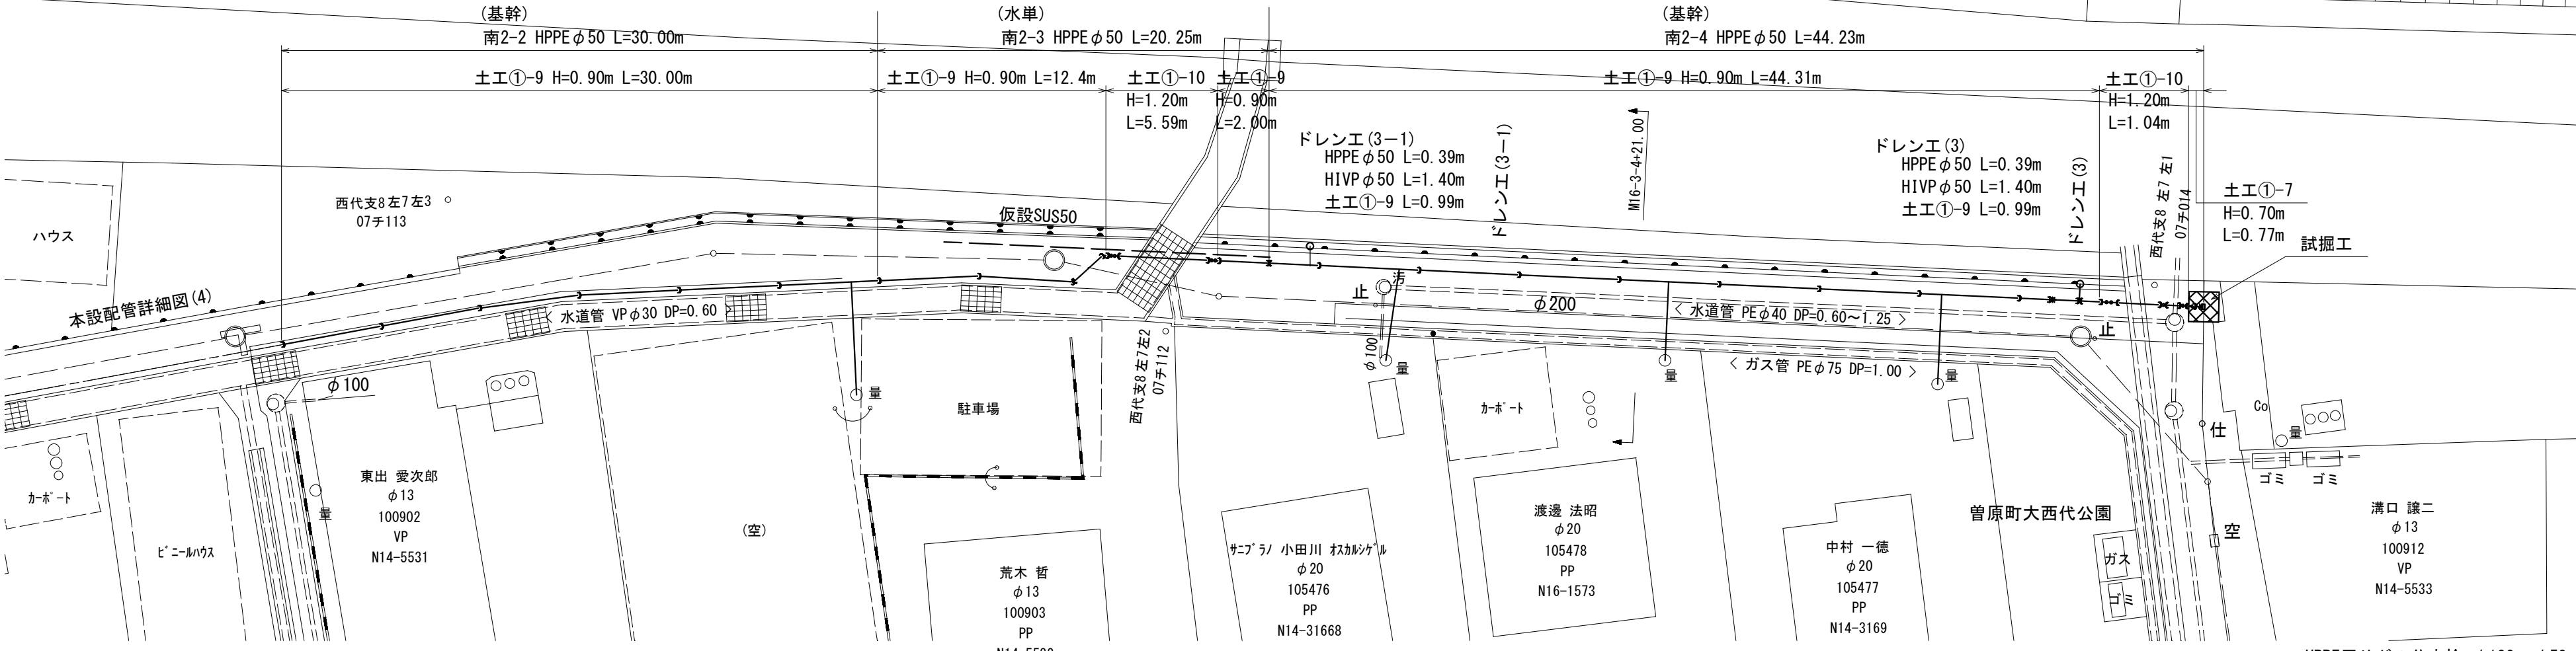 (基幹)
南2-2 HPPEφ50 L=30.00m
(水単)
南2-3 HPPEφ50 L=20.25m
(基幹)
南2-4 HPPEφ50 L=44.23m
土工①-9 H=0.90m L=30.00m
土工①-9 H=0.90m L=12.4m
土工①-10
H=1.20m
L=5.59m
土工①-9
H=0.90m
L=2.00m
土工①-9 H=0.90m L=44.31m
土工①-10
H=1.20m
L=1.04m
ドレン工(3-1)
HPPEφ50 L=0.39m
HIVPφ50 L=1.40m
土工①-9 L=0.99m
ドレン工(3-1)
M16-3-4+21.00
ドレン工(3)
HPPEφ50 L=0.39m
HIVPφ50 L=1.40m
土工①-9 L=0.99m
ドレン工(3)
西代支8 左7 左1
07チ014
土工①-7
H=0.70m
L=0.77m
試掘工
ハウス
西代支8左7左3
07チ113
仮設SUS50
本設配管詳細図(4)
< 水道管 VPφ30 DP=0.60 >
止
汚
φ200
< 水道管 PEφ40 DP=0.60〜1.25 >
止
φ100
西代支8左7左2
07チ112
φ100
< ガス管 PEφ75 DP=1.00 >
量
量
量
量
駐車場
カーポート
Co
仕
量
ゴミ
ゴミ
カーポート
ビニールハウス
量
東出 愛次郎
φ13
100902
VP
N14-5531
(空)
荒木 哲
φ13
100903
PP
サニブラノ 小田川 オスカルシゲル
φ20
105476
PP
N14-31668
渡邊 法昭
φ20
105478
PP
N16-1573
中村 一徳
φ20
105477
PP
N14-3169
曽原町大西代公園
ガス
ゴミ
空
溝口 譲二
φ13
100912
VP
N14-5533